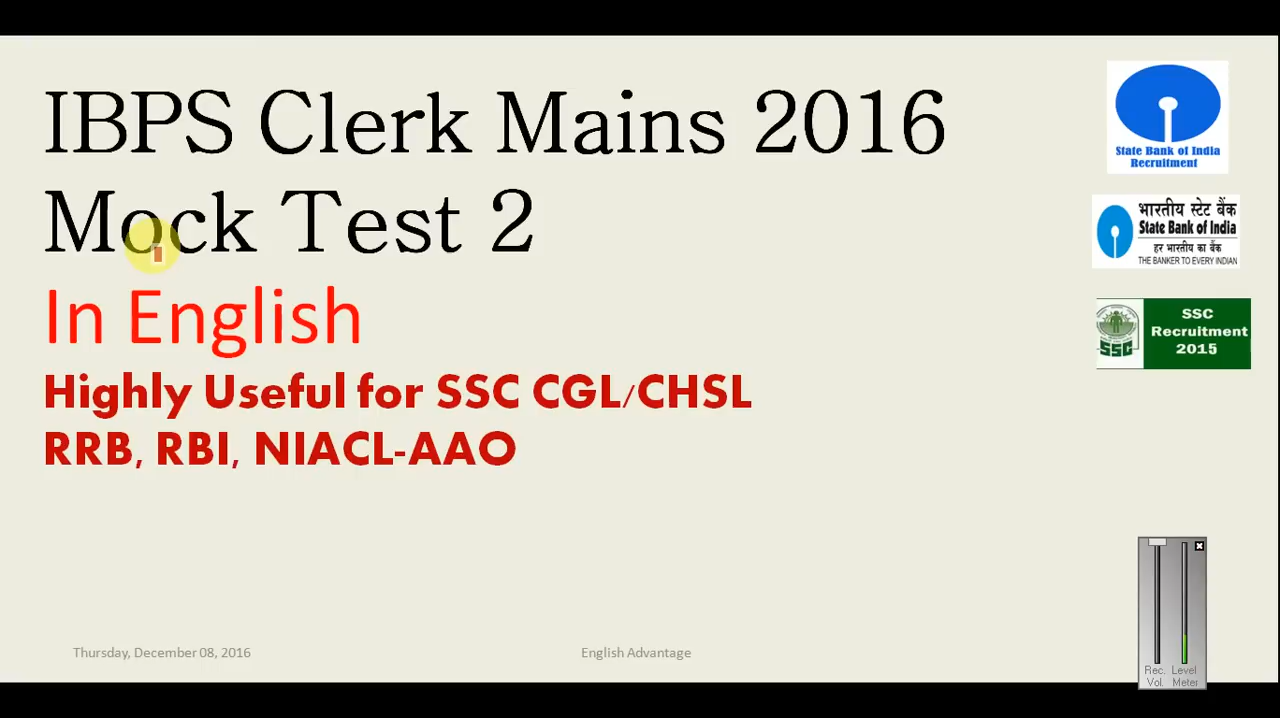 IBPS Clerk Mains 2016
Mock Test 2
In English
Highly Useful for SSC CGL/CHSL
RRB, RBI, NIACL-AAO
State Bank of India
Recruitment
भारतीय स्टेट बैंक
State Bank of India
हर भारतीय का बैंक
THE BANKER TO EVERY INDIAN
SSC
SSC
Recruitment
2015
Thursday, December 08, 2016
English Advantage
Rec. Level
Vol. Meter